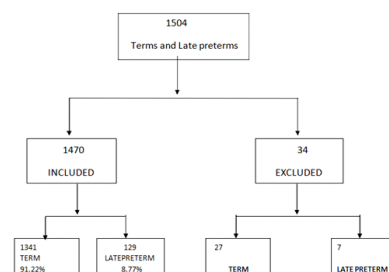 1504
Terms and Late preterms
1470
INCLUDED
34
EXCLUDED
1341
TERM
91.22%
129
LATEPRETERM
8.77%
27
TERM
7
LATE PRETERM